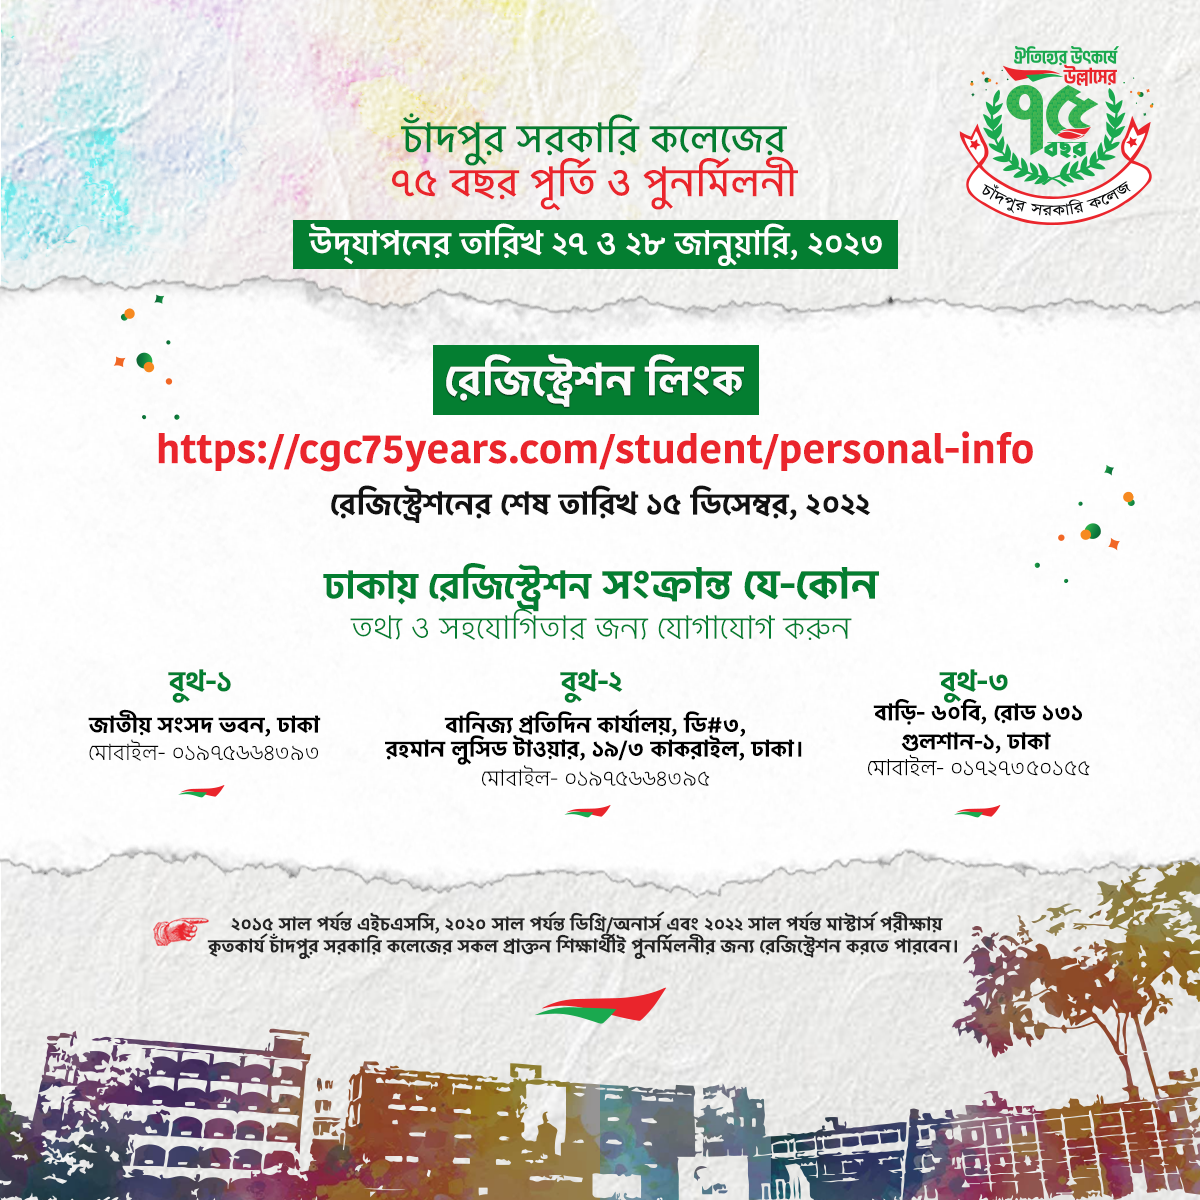 ঐতিহ্যের উৎকর্ষে
উল্লাসের
৭৫
বছর
চাঁদপুর সরকারি কলেজ
চাঁদপুর সরকারি কলেজের
৭৫ বছর পূর্তি ও পুনর্মিলনী
উদ্‌যাপনের তারিখ ২৭ ও ২৮ জানুয়ারি, ২০২৩
রেজিস্ট্রেশন লিংক
https://cgc75years.com/student/personal-info
রেজিস্ট্রেশনের শেষ তারিখ ১৫ ডিসেম্বর, ২০২২
ঢাকায় রেজিস্ট্রেশন সংক্রান্ত যে-কোন
তথ্য ও সহযোগিতার জন্য যোগাযোগ করুন
বুথ-১
জাতীয় সংসদ ভবন, ঢাকা
মোবাইল- ০১৯৭৫৬৬৪৩৯৩
বুথ-২
বানিজ্য প্রতিদিন কার্যালয়, ডি#৩,
রহমান লুসিড টাওয়ার, ১৯/৩ কাকরাইল, ঢাকা।
মোবাইল- ০১৯৭৫৬৬৪৩৯৫
বুথ-৩
বাড়ি- ৬০বি, রোড ১৩১
গুলশান-১, ঢাকা
মোবাইল- ০১৭২৭৩৫০১৫৫
২০১৫ সাল পর্যন্ত এইচএসসি, ২০২০ সাল পর্যন্ত ডিগ্রি/অনার্স এবং ২০২২ সাল পর্যন্ত মাস্টার্স পরীক্ষায়
কৃতকার্য চাঁদপুর সরকারি কলেজের সকল প্রাক্তন শিক্ষার্থীই পুনর্মিলনীর জন্য রেজিস্ট্রেশন করতে পারবেন।